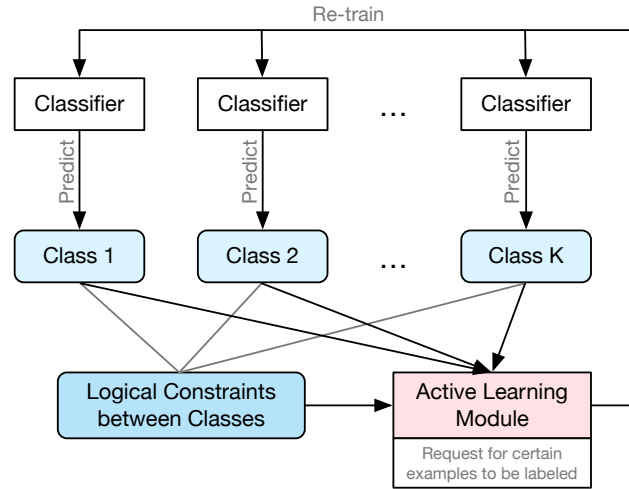 Re-train
Classifier
Classifier
...
Classifier
Predict
Predict
Predict
Class 1
Class 2
...
Class K
Logical Constraints
between Classes
Active Learning
Module
Request for certain
examples to be labeled